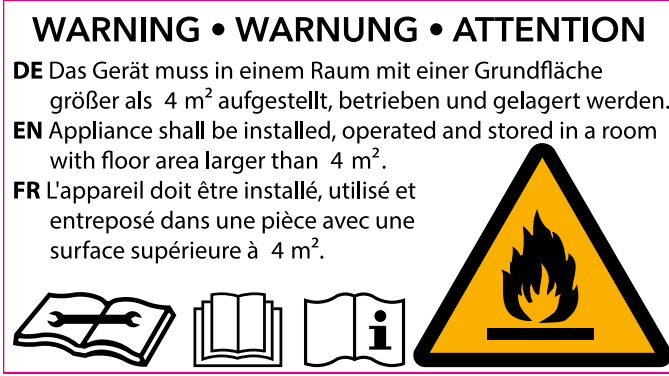 WARNING • WARNUNG • ATTENTION
DE Das Gerät muss in einem Raum mit einer Grundfläche
größer als 4 m² aufgestellt, betrieben und gelagert werden.
EN Appliance shall be installed, operated and stored in a room
with floor area larger than 4 m².
FR L'appareil doit être installé, utilisé et
entreposé dans une pièce avec une
surface supérieure à 4 m².
i